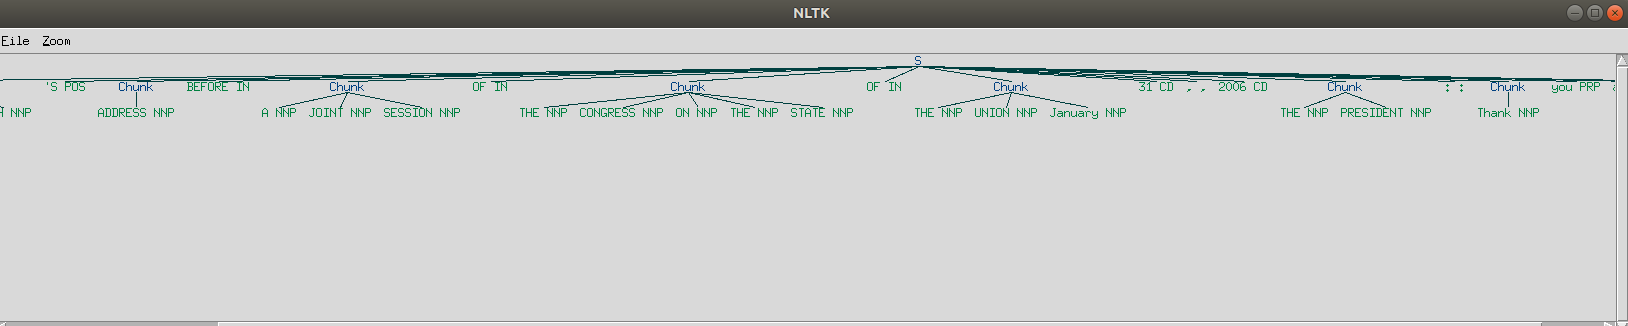 NLTK
Eile Zoom
S
'S POS Chunk BEFORE IN Chunk OF IN Chunk OF IN Chunk 31 CD , , 2006 CD Chunk : : Chunk you PRP
NNP ADDRESS NNP A NNP JOINT NNP SESSION NNP THE NNP CONGRESS NNP ON NNP THE NNP STATE NNP THE NNP UNION NNP January NNP THE NNP PRESIDENT NNP Thank NNP